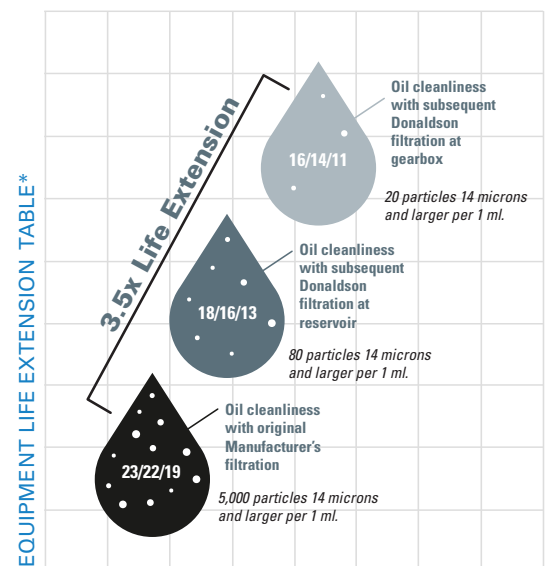 EQUIPMENT LIFE EXTENSION TABLE*
3.5x Life Extension
16/14/11
Oil cleanliness
with subsequent
Donaldson
filtration at
gearbox
20 particles 14 microns
and larger per 1 ml.
18/16/13
Oil cleanliness
with subsequent
Donaldson
filtration at
reservoir
80 particles 14 microns
and larger per 1 ml.
23/22/19
Oil cleanliness
with original
Manufacturer's
filtration
5,000 particles 14 microns
and larger per 1 ml.